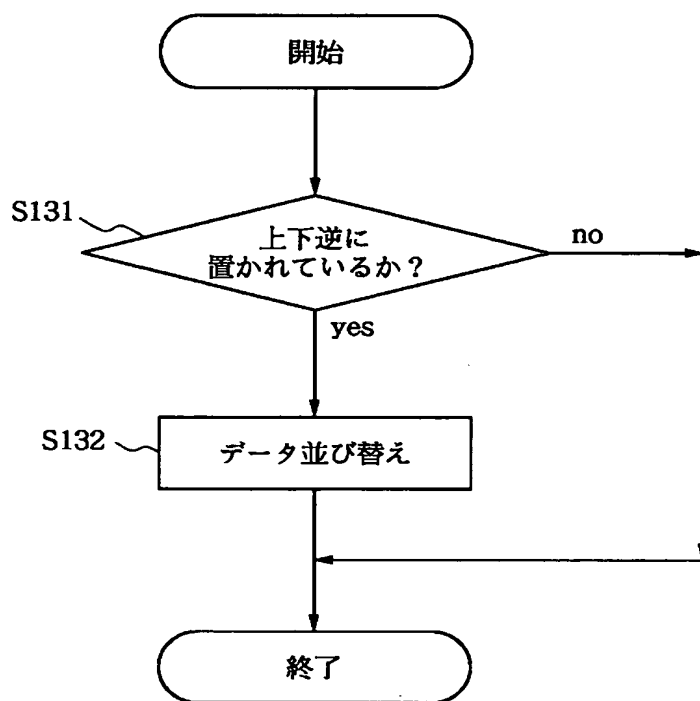 開始
S131
上下逆に
置かれているか？
no
yes
S132
データ並び替え
終了